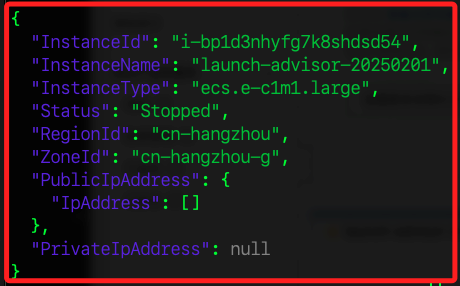 {
  "InstanceId": "i-bp1d3nhyfg7k8shdsd54",
  "InstanceName": "launch-advisor-20250201",
  "InstanceType": "ecs.e-c1m1.large",
  "Status": "Stopped",
  "RegionId": "cn-hangzhou",
  "ZoneId": "cn-hangzhou-g",
  "PublicIpAddress": {
    "IpAddress": []
  },
  "PrivateIpAddress": null
}